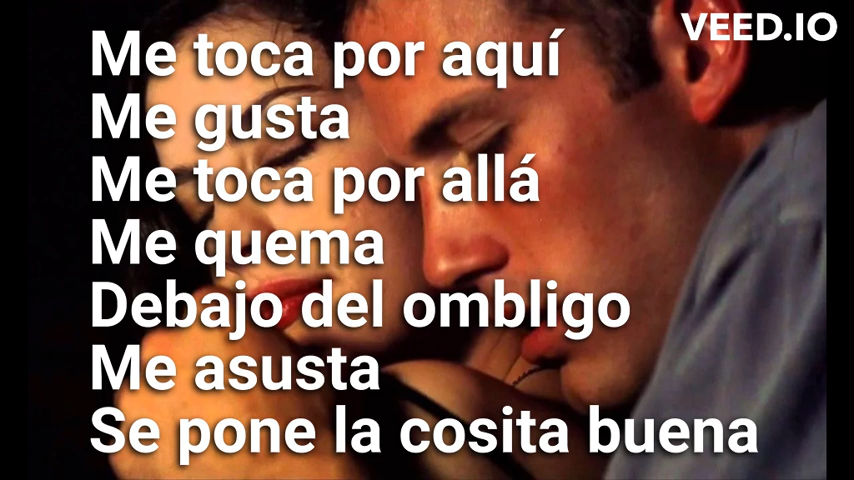 VEED.IO
Me toca por aquí
Me gusta
Me toca por allá
Me quema
Debajo del ombligo
Me asusta
Se pone la cosita buena